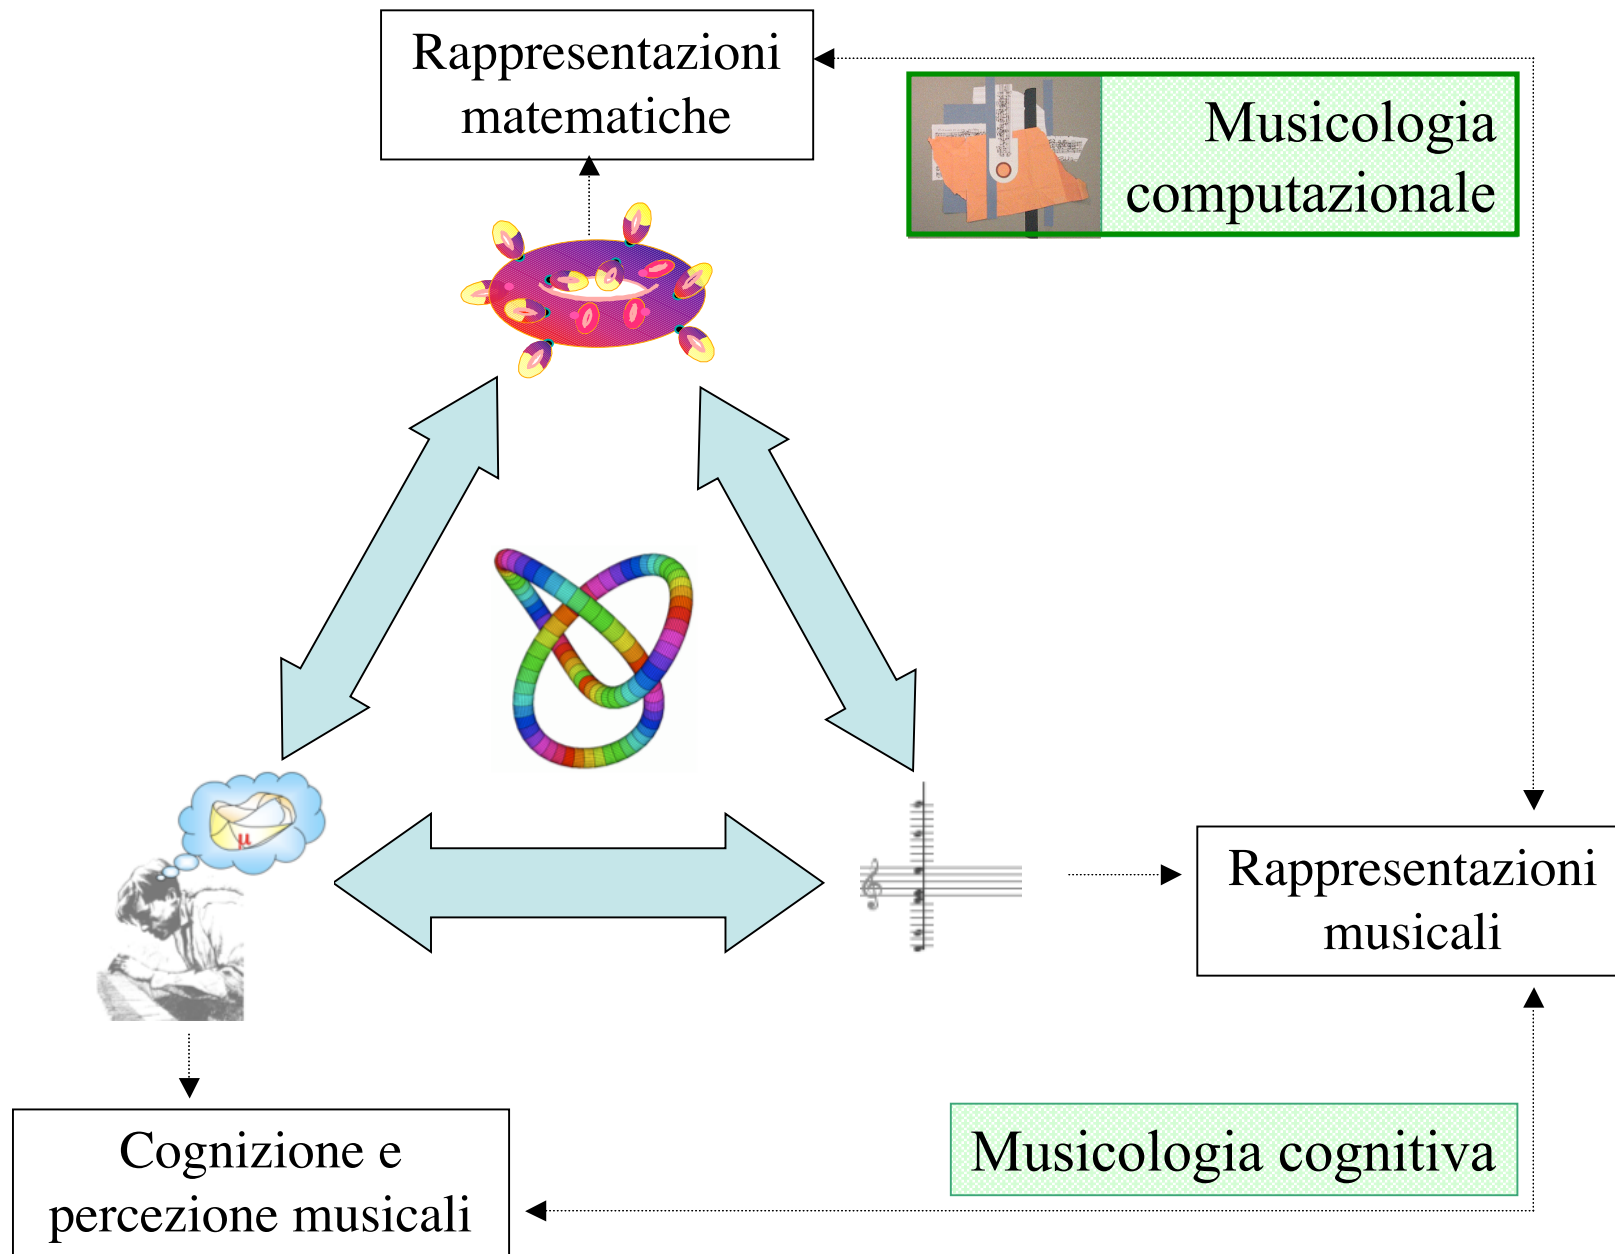 Rappresentazioni
matematiche
Musicologia
computazionale
μ
Rappresentazioni
musicali
Cognizione e
percezione musicali
Musicologia cognitiva